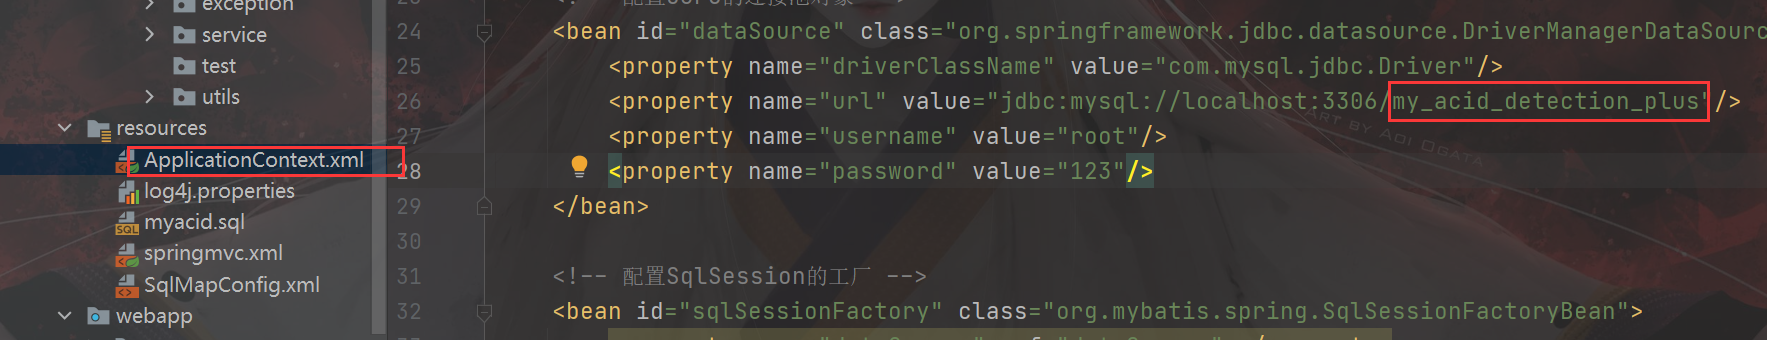 exception
service
test
utils
resources
ApplicationContext.xml
log4j.properties
myacid.sql
springmvc.xml
SqlMapConfig.xml
webapp
24 <bean id="dataSource" class="org.springframework.jdbc.datasource.DriverManagerDataSourc
25 <property name="driverClassName" value="com.mysql.jdbc.Driver"/>
26 <property name="url" value="jdbc:mysql://localhost:3306/my_acid_detection_plus"/>
ART BY ADI OGATA
27 <property name="username" value="root"/>
28 <property name="password" value="123"/>
29 </bean>
30
31 <!-- 配置SqlSession的工厂 -->
32 <bean id="sqlSessionFactory" class="org.mybatis.spring.SqlSessionFactoryBean">